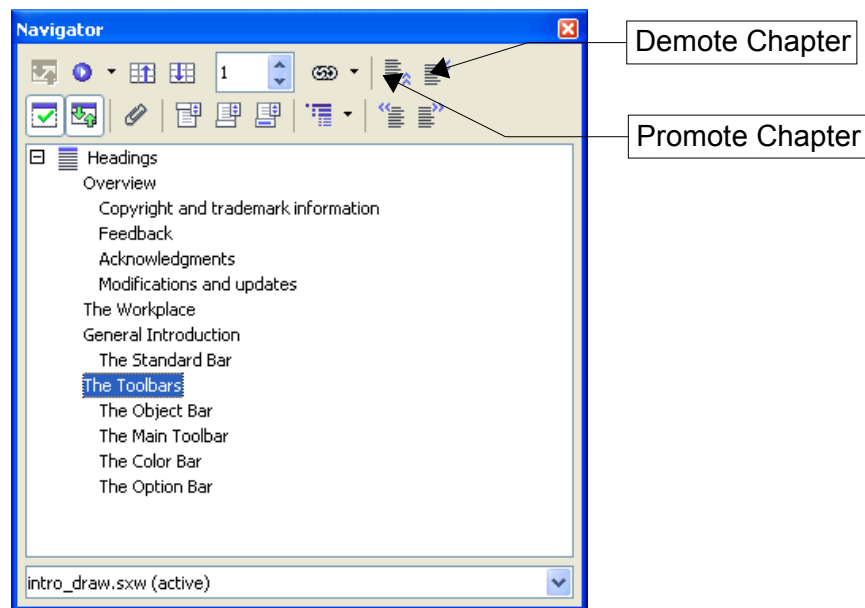 Navigator
Demote Chapter
1
Promote Chapter
Headings
Overview
Copyright and trademark information
Feedback
Acknowledgments
Modifications and updates
The Workplace
General Introduction
The Standard Bar
The Toolbars
The Object Bar
The Main Toolbar
The Color Bar
The Option Bar
intro_draw.sxw (active)